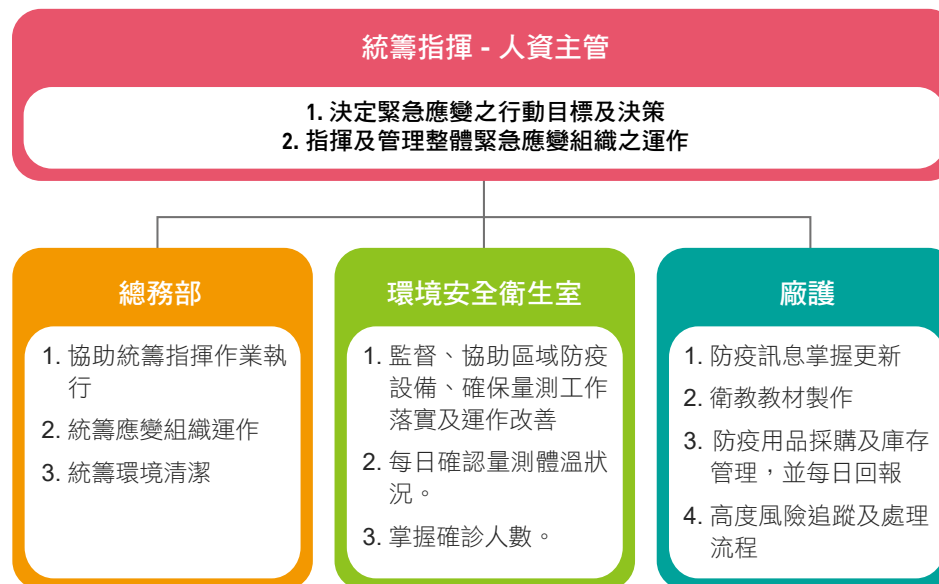 統籌指揮 - 人資主管
1. 決定緊急應變之行動目標及決策
2. 指揮及管理整體緊急應變組織之運作
總務部
1. 協助統籌指揮作業執
行
2. 統籌應變組織運作
3. 統籌環境清潔
環境安全衛生室
1. 監督、協助區域防疫
設備、確保量測工作
落實及運作改善
2. 每日確認量測體溫狀
況。
3. 掌握確診人數。
廠護
1. 防疫訊息掌握更新
2. 衛教教材製作
3. 防疫用品採購及庫存
管理，並每日回報
4. 高度風險追蹤及處理
流程